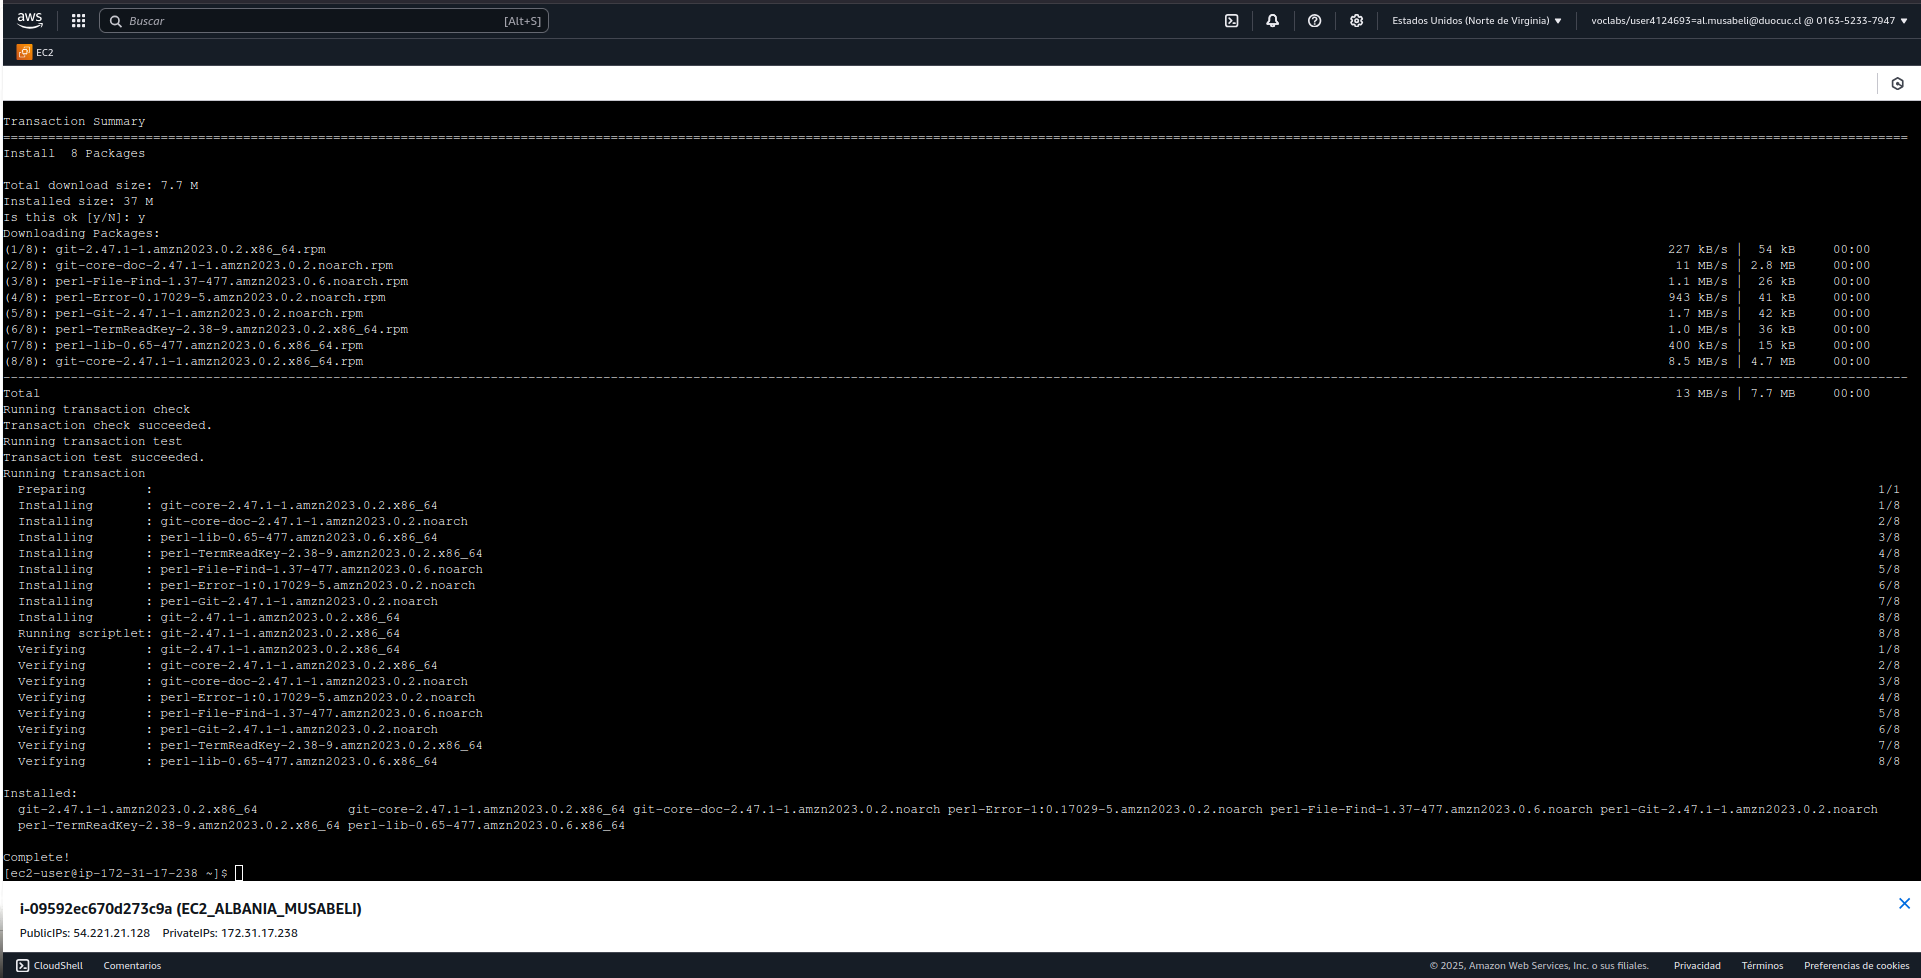 aws
Buscar [Alt+S] Estados Unidos (Norte de Virginia) ▼ voclabs/user4124693=al.musabeli@duocuc.cl @ 0163-5233-7947 ▼
EC2
Transaction Summary
Install  8 Packages
Total download size: 7.7 M
Installed size: 37 M
Is this ok [y/N]: y
Downloading Packages:
(1/8): git-2.47.1-1.amzn2023.0.2.x86_64.rpm 227 kB/s | 54 kB 00:00
(2/8): git-core-doc-2.47.1-1.amzn2023.0.2.noarch.rpm 11 MB/s | 2.8 MB 00:00
(3/8): perl-File-Find-1.37-477.amzn2023.0.6.noarch.rpm 1.1 MB/s | 26 kB 00:00
(4/8): perl-Error-0.17029-5.amzn2023.0.2.noarch.rpm 943 kB/s | 41 kB 00:00
(5/8): perl-Git-2.47.1-1.amzn2023.0.2.noarch.rpm 1.7 MB/s | 42 kB 00:00
(6/8): perl-TermReadKey-2.38-9.amzn2023.0.2.x86_64.rpm 1.0 MB/s | 36 kB 00:00
(7/8): perl-lib-0.65-477.amzn2023.0.6.x86_64.rpm 400 kB/s | 15 kB 00:00
(8/8): git-core-2.47.1-1.amzn2023.0.2.x86_64.rpm 8.5 MB/s | 4.7 MB 00:00
Total 13 MB/s | 7.7 MB 00:00
Running transaction check
Transaction check succeeded.
Running transaction test
Transaction test succeeded.
Running transaction
Preparing : 1/1
Installing : git-core-2.47.1-1.amzn2023.0.2.x86_64 1/8
Installing : git-core-doc-2.47.1-1.amzn2023.0.2.noarch 2/8
Installing : perl-lib-0.65-477.amzn2023.0.6.x86_64 3/8
Installing : perl-TermReadKey-2.38-9.amzn2023.0.2.x86_64 4/8
Installing : perl-File-Find-1.37-477.amzn2023.0.6.noarch 5/8
Installing : perl-Error-1:0.17029-5.amzn2023.0.2.noarch 6/8
Installing : perl-Git-2.47.1-1.amzn2023.0.2.noarch 7/8
Installing : git-2.47.1-1.amzn2023.0.2.x86_64 8/8
Running scriptlet: git-2.47.1-1.amzn2023.0.2.x86_64 8/8
Verifying : git-2.47.1-1.amzn2023.0.2.x86_64 1/8
Verifying : git-core-2.47.1-1.amzn2023.0.2.x86_64 2/8
Verifying : git-core-doc-2.47.1-1.amzn2023.0.2.noarch 3/8
Verifying : perl-Error-1:0.17029-5.amzn2023.0.2.noarch 4/8
Verifying : perl-File-Find-1.37-477.amzn2023.0.6.noarch 5/8
Verifying : perl-Git-2.47.1-1.amzn2023.0.2.noarch 6/8
Verifying : perl-TermReadKey-2.38-9.amzn2023.0.2.x86_64 7/8
Verifying : perl-lib-0.65-477.amzn2023.0.6.x86_64 8/8
Installed:
git-2.47.1-1.amzn2023.0.2.x86_64 git-core-2.47.1-1.amzn2023.0.2.x86_64 git-core-doc-2.47.1-1.amzn2023.0.2.noarch perl-Error-1:0.17029-5.amzn2023.0.2.noarch perl-File-Find-1.37-477.amzn2023.0.6.noarch perl-Git-2.47.1-1.amzn2023.0.2.noarch
perl-TermReadKey-2.38-9.amzn2023.0.2.x86_64 perl-lib-0.65-477.amzn2023.0.6.x86_64
Complete!
[ec2-user@ip-172-31-17-238 ~]$
i-09592ec670d273c9a (EC2_ALBANIA_MUSABELI)
PublicIPs: 54.221.21.128 PrivateIPs: 172.31.17.238
CloudShell Comentarios © 2025, Amazon Web Services, Inc. o sus filiales. Privacidad Términos Preferencias de cookies